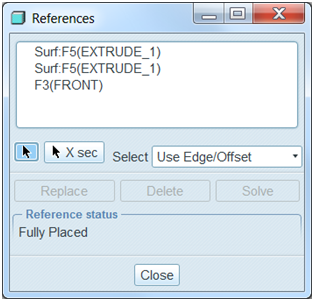 References
Surf:F5(EXTRUDE_1)
Surf:F5(EXTRUDE_1)
F3(FRONT)
X sec Select Use Edge/Offset
Replace Delete Solve
Reference status
Fully Placed
Close